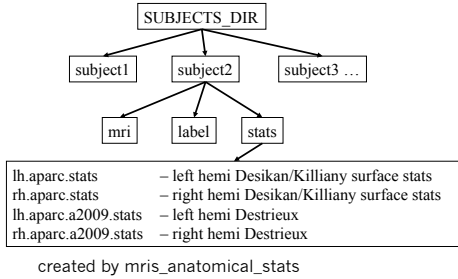 SUBJECTS_DIR
subject1 subject2 subject3 …
mri label stats
lh.aparc.stats – left hemi Desikan/Killiany surface stats
rh.aparc.stats – right hemi Desikan/Killiany surface stats
lh.aparc.a2009.stats – left hemi Destrieux
rh.aparc.a2009.stats – right hemi Destrieux
created by mris_anatomical_stats